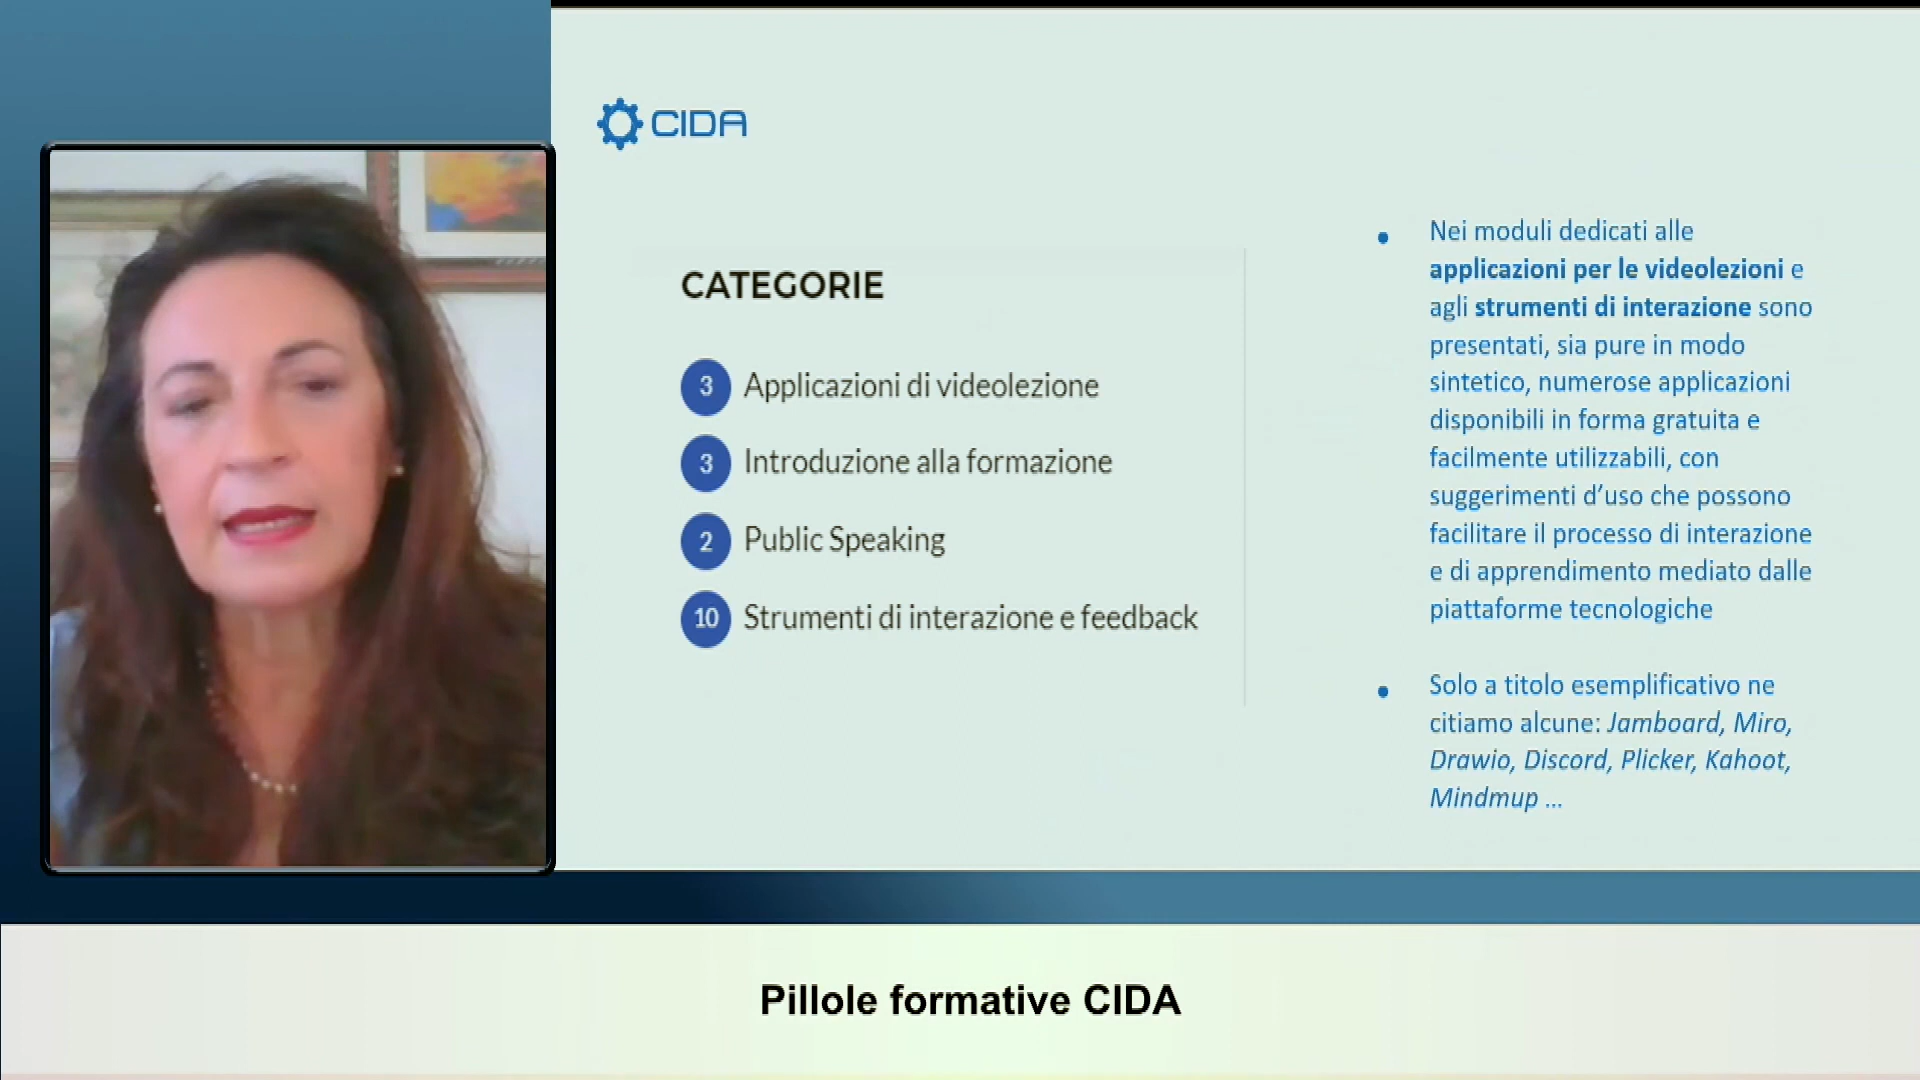 CIDA
CATEGORIE
3 Applicazioni di videolezione
3 Introduzione alla formazione
2 Public Speaking
10 Strumenti di interazione e feedback
• Nei moduli dedicati alle
applicazioni per le videolezioni e
agli strumenti di interazione sono
presentati, sia pure in modo
sintetico, numerose applicazioni
disponibili in forma gratuita e
facilmente utilizzabili, con
suggerimenti d’uso che possono
facilitare il processo di interazione
e di apprendimento mediato dalle
piattaforme tecnologiche
• Solo a titolo esemplificativo ne
citiamo alcune: Jamboard, Miro,
Drawio, Discord, Plicker, Kahoot,
Mindmup ...
Pillole formative CIDA